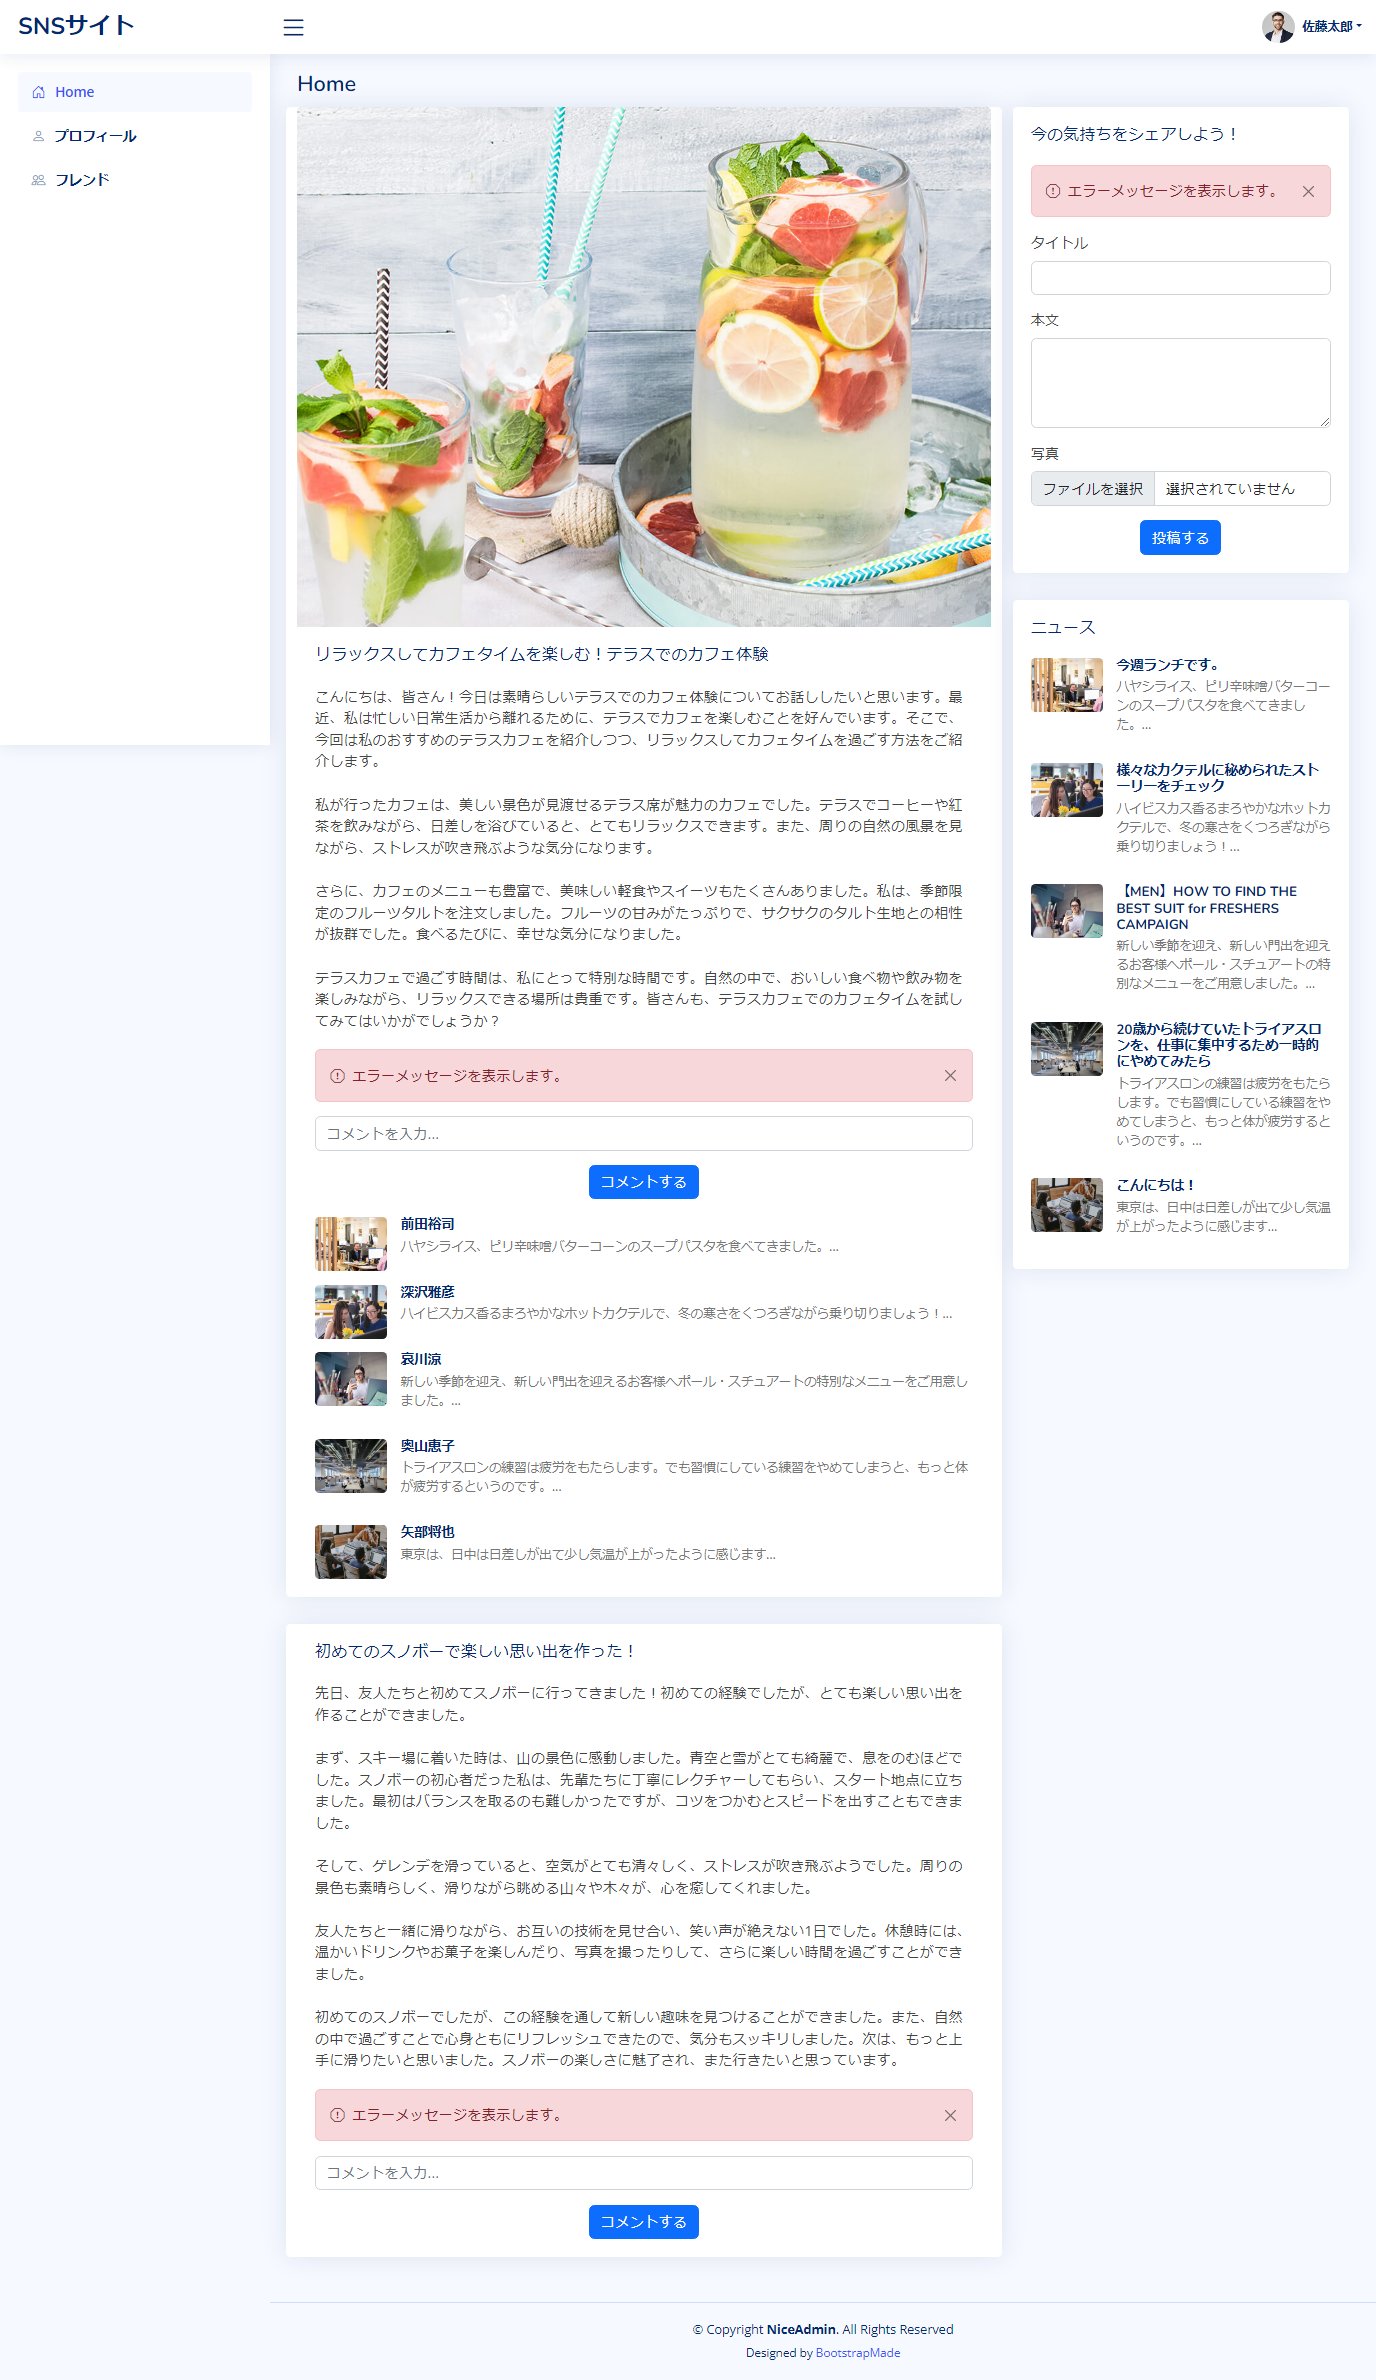 SNSサイト
佐藤太郎
Home
プロフィール
フレンド
Home
リラックスしてカフェタイムを楽しむ！テラスでのカフェ体験
こんにちは、皆さん！今日は素晴らしいテラスでのカフェ体験についてお話ししたいと思います。最
近、私は忙しい日常生活から離れるために、テラスでカフェを楽しむことを好んでいます。そこで、
今回は私のおすすめのテラスカフェを紹介しつつ、リラックスしてカフェタイムを過ごす方法をご紹
介します。
私が行ったカフェは、美しい景色が見渡せるテラス席が魅力のカフェでした。テラスでコーヒーや紅
茶を飲みながら、日差しを浴びていると、とてもリラックスできます。また、周りの自然の風景を見
ながら、ストレスが吹き飛ぶような気分になります。
さらに、カフェのメニューも豊富で、美味しい軽食やスイーツもたくさんありました。私は、季節限
定のフルーツタルトを注文しました。フルーツの甘みがたっぷりで、サクサクのタルト生地との相性
が抜群でした。食べるたびに、幸せな気分になりました。
テラスカフェで過ごす時間は、私にとって特別な時間です。自然の中で、おいしい食べ物や飲み物を
楽しみながら、リラックスできる場所は貴重です。皆さんも、テラスカフェでのカフェタイムを試し
てみてはいかがでしょうか？
エラーメッセージを表示します。
コメントを入力...
コメントする
前田裕司
ハヤシライス、ピリ辛味噌バターコーンのスープパスタを食べてきました。...
深沢雅彦
ハイビスカス香るまろやかなホットカクテルで、冬の寒さをくつろぎながら乗り切りましょう！...
哀川涼
新しい季節を迎え、新しい門出を迎えるお客様へポール・スチュアートの特別なメニューをご用意し
ました。...
奥山恵子
トライアスロンの練習は疲労をもたらします。でも習慣にしている練習をやめてしまうと、もっと体
が疲労するというのです。...
矢部将也
東京は、日中は日差しが出て少し気温が上がったように感じます...
初めてのスノボーで楽しい思い出を作った！
先日、友人たちと初めてスノボーに行ってきました！初めての経験でしたが、とても楽しい思い出を
作ることができました。
まず、スキー場に着いた時は、山の景色に感動しました。青空と雪がとても綺麗で、息をのむほどで
した。スノボーの初心者だった私は、先輩たちに丁寧にレクチャーしてもらい、スタート地点に立ち
ました。最初はバランスを取るのも難しかったですが、コツをつかむとスピードを出すこともできま
した。
そして、ゲレンデを滑っていると、空気がとても清々しく、ストレスが吹き飛ぶようでした。周りの
景色も素晴らしく、滑りながら眺める山々や木々が、心を癒してくれました。
友人たちと一緒に滑りながら、お互いの技術を見せ合い、笑い声が絶えない1日でした。休憩時には、
温かいドリンクやお菓子を楽しんだり、写真を撮ったりして、さらに楽しい時間を過ごすことができ
ました。
初めてのスノボーでしたが、この経験を通して新しい趣味を見つけることができました。また、自然
の中で過ごすことで心身ともにリフレッシュできたので、気分もスッキリしました。次は、もっと上
手に滑りたいと思いました。スノボーの楽しさに魅了され、また行きたいと思っています。
エラーメッセージを表示します。
コメントを入力...
コメントする
今の気持ちをシェアしよう！
エラーメッセージを表示します。
タイトル
本文
写真
ファイルを選択 選択されていません
投稿する
ニュース
今週ランチです。
ハヤシライス、ピリ辛味噌バターコー
ンのスープパスタを食べてきまし
た。...
様々なカクテルに秘められたスト
ーリーをチェック
ハイビスカス香るまろやかなホットカ
クテルで、冬の寒さをくつろぎながら
乗り切りましょう！...
【MEN】HOW TO FIND THE
BEST SUIT for FRESHERS
CAMPAIGN
新しい季節を迎え、新しい門出を迎え
るお客様へポール・スチュアートの特
別なメニューをご用意しました。...
20歳から続けていたトライアスロ
ンを、仕事に集中するため一時的
にやめてみたら
トライアスロンの練習は疲労をもたら
します。でも習慣にしている練習をや
めてしまうと、もっと体が疲労すると
いうのです。...
こんにちは！
東京は、日中は日差しが出て少し気温
が上がったように感じます...
© Copyright NiceAdmin. All Rights Reserved
Designed by BootstrapMade